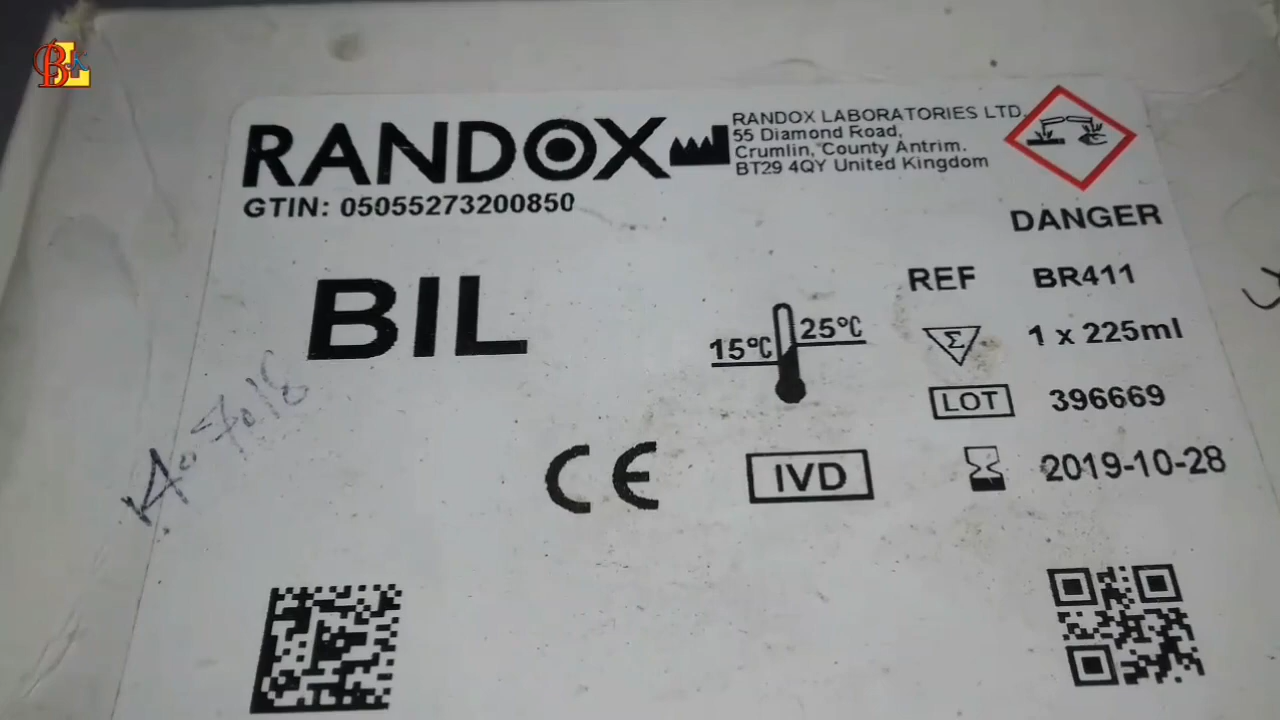 RANDOX
RANDOX LABORATORIES LTD.
55 Diamond Road,
Crumlin, County Antrim.
BT29 4QY United Kingdom
GTIN: 05055273200850
DANGER
BIL
REF BR411
15°C 25°C
Σ 1 x 225ml
LOT 396669
CE IVD
2019-10-28